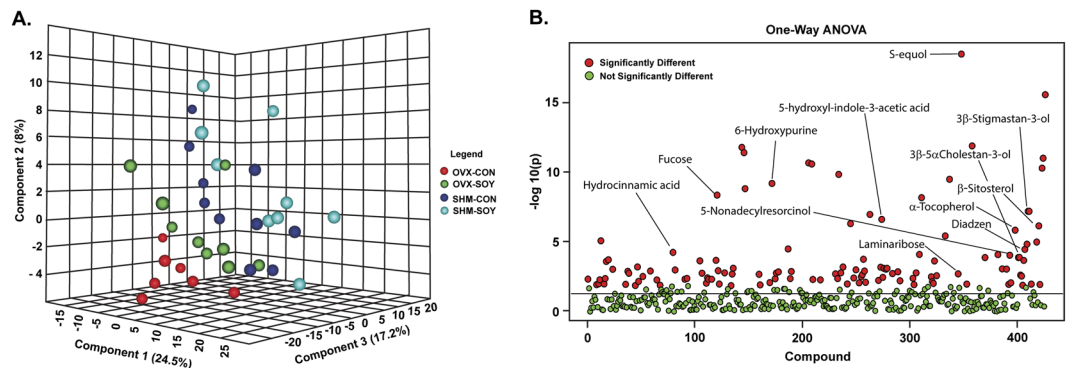 A.
12
10
8
6
4
2
0
-2
-4
Component 2 (8%)
-15
-10
-5
0
5
10
15
20
25
Component 1 (24.5%)
-20
-15
-10
-5
0
5
10
15
20
Component 3 (17.2%)
Legend
OVX-CON
OVX-SOY
SHM-CON
SHM-SOY
B.
One-Way ANOVA
Significantly Different
Not Significantly Different
S-equol
5-hydroxyl-indole-3-acetic acid
3β-Stigmastan-3-ol
6-Hydroxypurine
3β-5αCholestan-3-ol
Fucose
Hydrocinnamic acid
β-Sitosterol
α-Tocopherol
5-Nonadecylresorcinol
Diadzen
Laminaribose
15
10
5
0
-log 10(p)
0
100
200
300
400
Compound